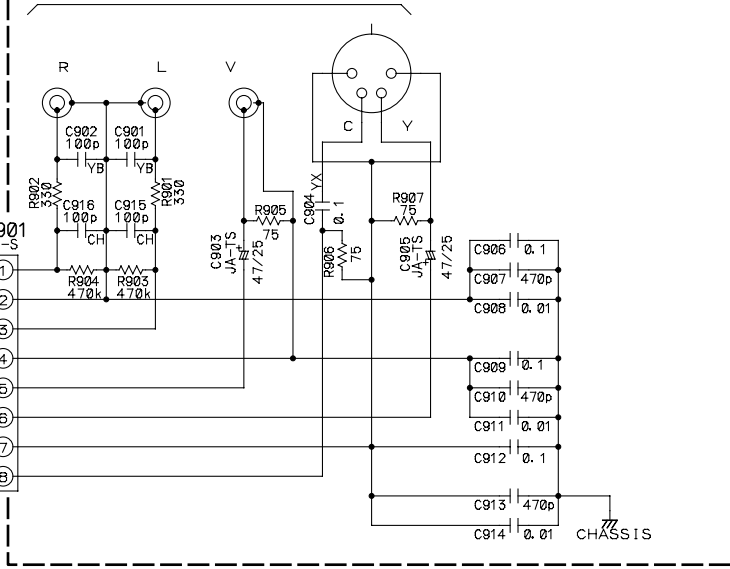 R L V
C Y
C902 C901
100p 100p
YB YB
R902 330
R901 330
C916 C915
100p 100p
CH CH
R904 R903
470k 470k
901
-S
1
2
3
4
5
6
7
8
R905
75
C903
JA-TS
+
47/25
C904 YX
0.1
R906
75
R907
75
C905
JA-TS
+
47/25
C906 0.1
C907 470p
C908 0.01
C909 0.1
C910 470p
C911 0.01
C912 0.1
C913 470p
C914 0.01
CHASSIS